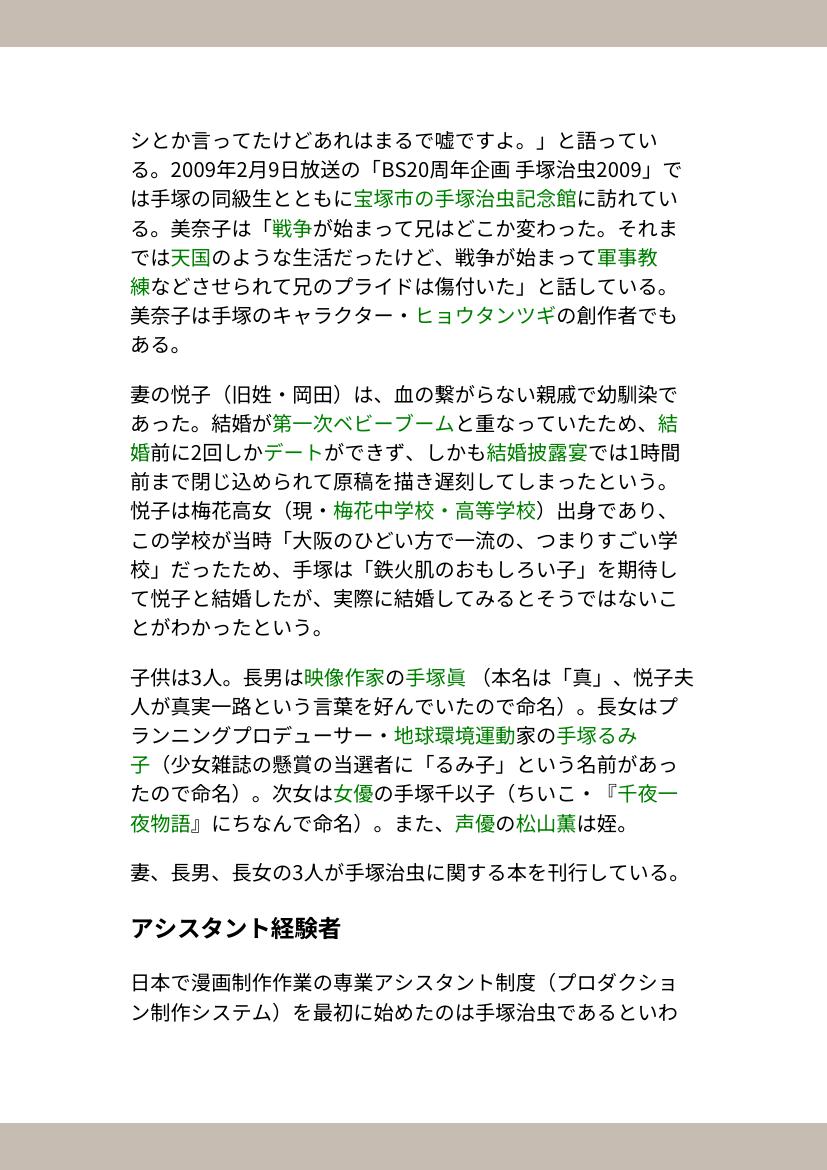 シとか言ってたけどあれはまるで嘘ですよ。」と語ってい
る。2009年2月9日放送の「BS20周年企画 手塚治虫2009」で
は手塚の同級生とともに宝塚市の手塚治虫記念館に訪れてい
る。美奈子は「戦争が始まって兄はどこか変わった。それま
では天国のような生活だったけど、戦争が始まって軍事教
練などさせられて兄のプライドは傷付いた」と話している。
美奈子は手塚のキャラクター・ヒョウタンツギの創作者でも
ある。
妻の悦子（旧姓・岡田）は、血の繋がらない親戚で幼馴染で
あった。結婚が第一次ベビーブームと重なっていたため、結
婚前に2回しかデートができず、しかも結婚披露宴では1時間
前まで閉じ込められて原稿を描き遅刻してしまったという。
悦子は梅花高女（現・梅花中学校・高等学校）出身であり、
この学校が当時「大阪のひどい方で一流の、つまりすごい学
校」だったため、手塚は「鉄火肌のおもしろい子」を期待し
て悦子と結婚したが、実際に結婚してみるとそうではないこ
とがわかったという。
子供は3人。長男は映像作家の手塚眞 （本名は「真」、悦子夫
人が真実一路という言葉を好んでいたので命名）。長女はプ
ランニングプロデューサー・地球環境運動家の手塚るみ
子（少女雑誌の懸賞の当選者に「るみ子」という名前があっ
たので命名）。次女は女優の手塚千以子（ちいこ・『千夜一
夜物語』にちなんで命名）。また、声優の松山薫は姪。
妻、長男、長女の3人が手塚治虫に関する本を刊行している。
アシスタント経験者
日本で漫画制作作業の専業アシスタント制度（プロダクショ
ン制作システム）を最初に始めたのは手塚治虫であるといわ